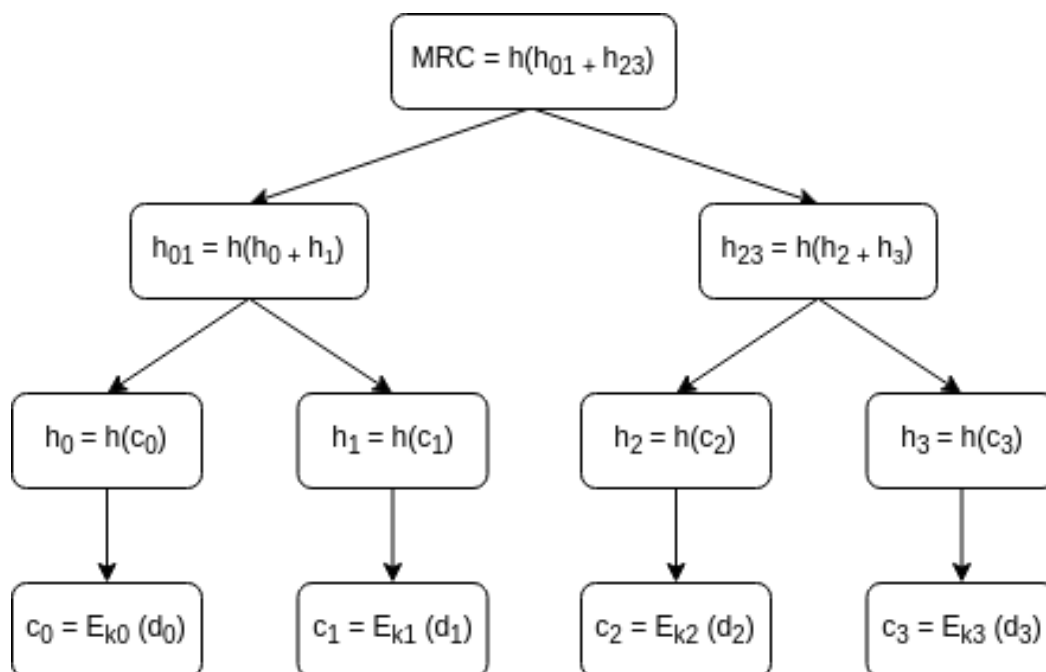 MRC = h(h₀₁ + h₂₃)
h₀₁ = h(h₀ + h₁)
h₂₃ = h(h₂ + h₃)
h₀ = h(c₀)
h₁ = h(c₁)
h₂ = h(c₂)
h₃ = h(c₃)
c₀ = Eₖ₀ (d₀)
c₁ = Eₖ₁ (d₁)
c₂ = Eₖ₂ (d₂)
c₃ = Eₖ₃ (d₃)